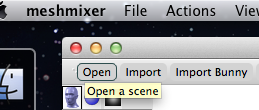 meshmixer File Actions View
Open Import Import Bunny
Open a scene